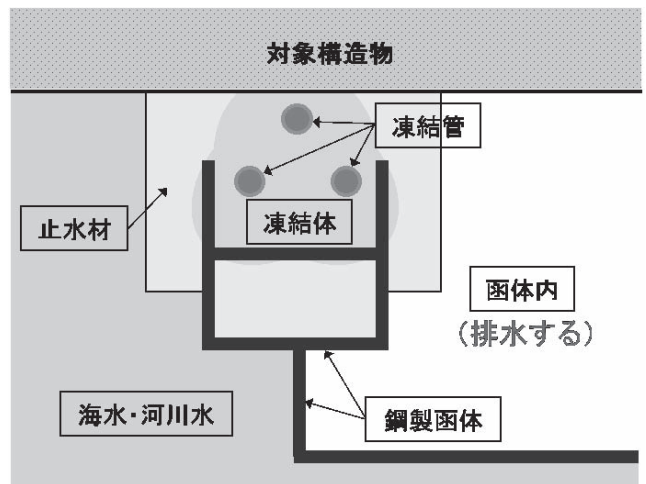 対象構造物
凍結管
凍結体
止水材
函体内
（排水する）
海水・河川水
鋼製函体